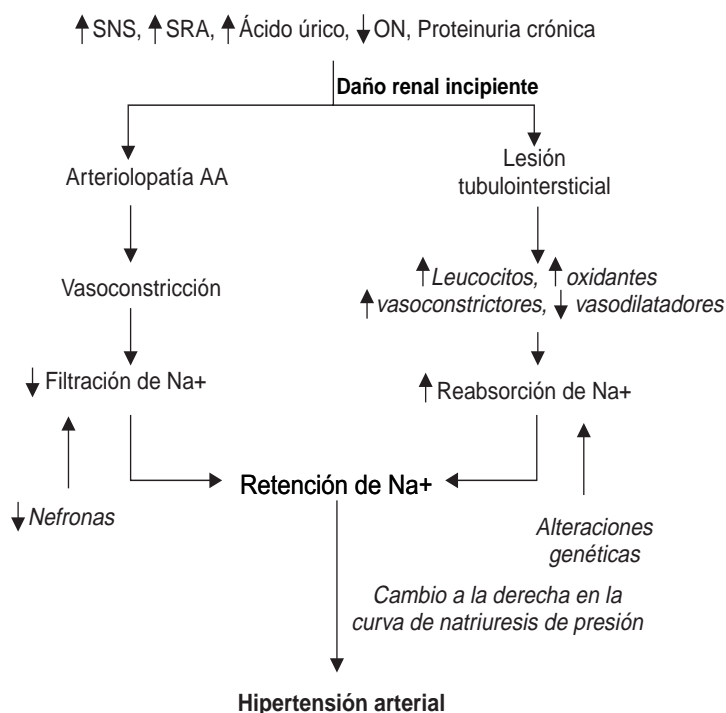 ↑SNS, ↑SRA, ↑Ácido úrico, ↓ON, Proteinuria crónica
Daño renal incipiente
Arteriolopatía AA
Lesión
tubulointersticial
Vasoconstricción
↑Leucocitos, ↑oxidantes
↑vasoconstrictores, ↓ vasodilatadores
↓ Filtración de Na+
↑ Reabsorción de Na+
Retención de Na+
↓ Nefronas
Alteraciones
genéticas
Cambio a la derecha en la
curva de natriuresis de presión
Hipertensión arterial